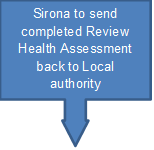 Sirona to send
completed Review
Health Assessment
back to Local
authority